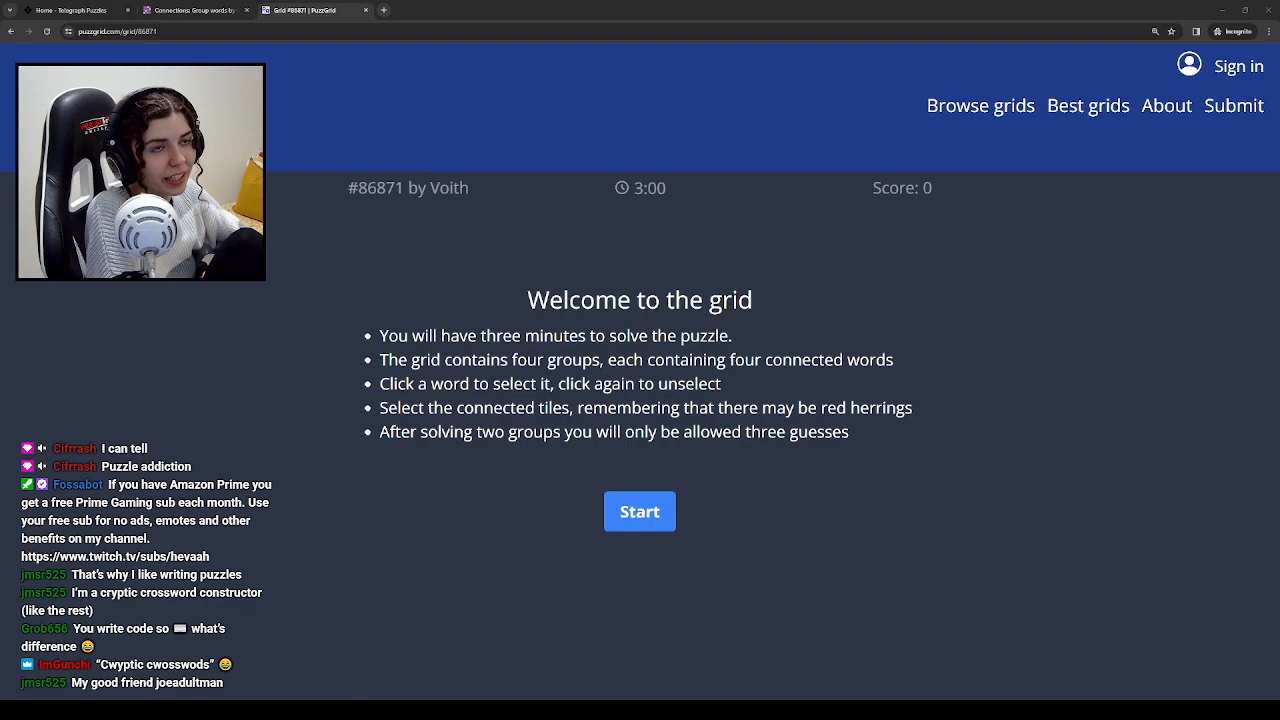 Home - Telegraph Puzzles
Connections: Group words by
Grid #86871 | PuzzGrid
puzzgrid.com/grid/86871
Incognito
Sign in
Browse grids Best grids About Submit
#86871 by Voith
3:00
Score: 0
Welcome to the grid
• You will have three minutes to solve the puzzle.
• The grid contains four groups, each containing four connected words
• Click a word to select it, click again to unselect
• Select the connected tiles, remembering that there may be red herrings
• After solving two groups you will only be allowed three guesses
Start
Cifrrash I can tell
Cifrrash Puzzle addiction
Fossabot If you have Amazon Prime you
get a free Prime Gaming sub each month. Use
your free sub for no ads, emotes and other
benefits on my channel.
https://www.twitch.tv/subs/hevaah
jmsr525 That's why I like writing puzzles
jmsr525 I'm a cryptic crossword constructor
(like the rest)
Grob656 You write code so ⌨️ what's
difference 😂
ImGunchi "Cwyptic cwosswods" 😂
jmsr525 My good friend joeadultman